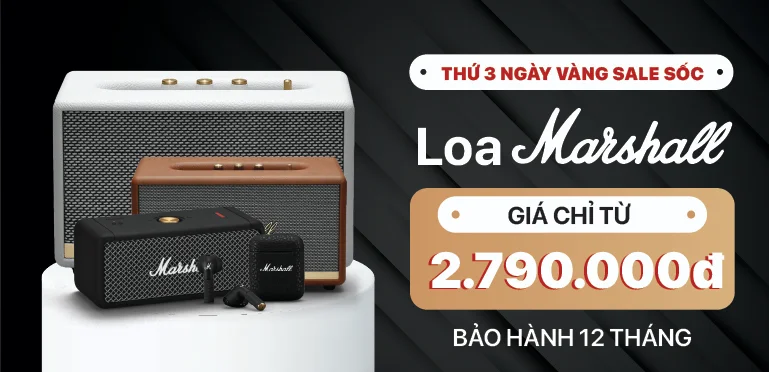 THỨ 3 NGÀY VÀNG SALE SỐC
Loa Marshall
GIÁ CHỈ TỪ
2.790.000đ
BẢO HÀNH 12 THÁNG
Marshall
Marshall